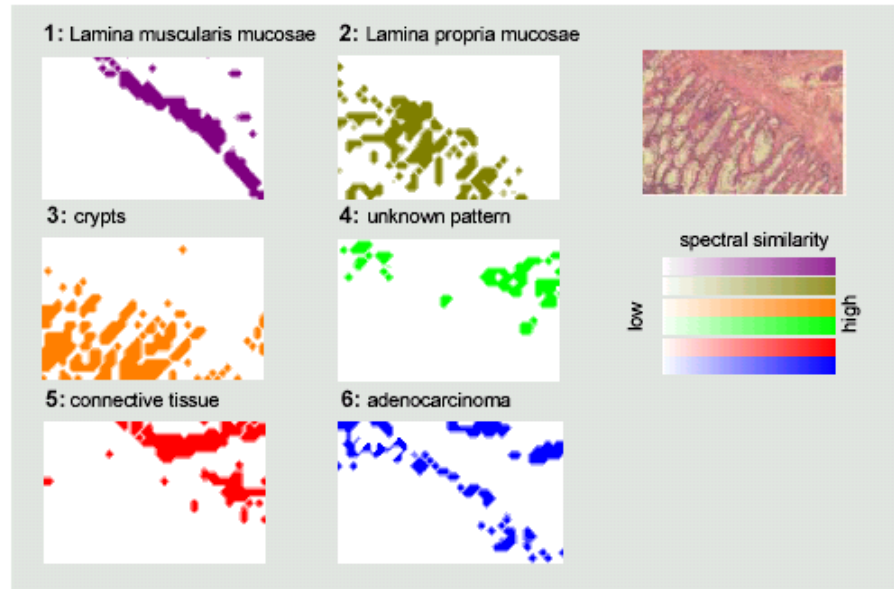 1: Lamina muscularis mucosae
2: Lamina propria mucosae
3: crypts
4: unknown pattern
spectral similarity
low
high
5: connective tissue
6: adenocarcinoma